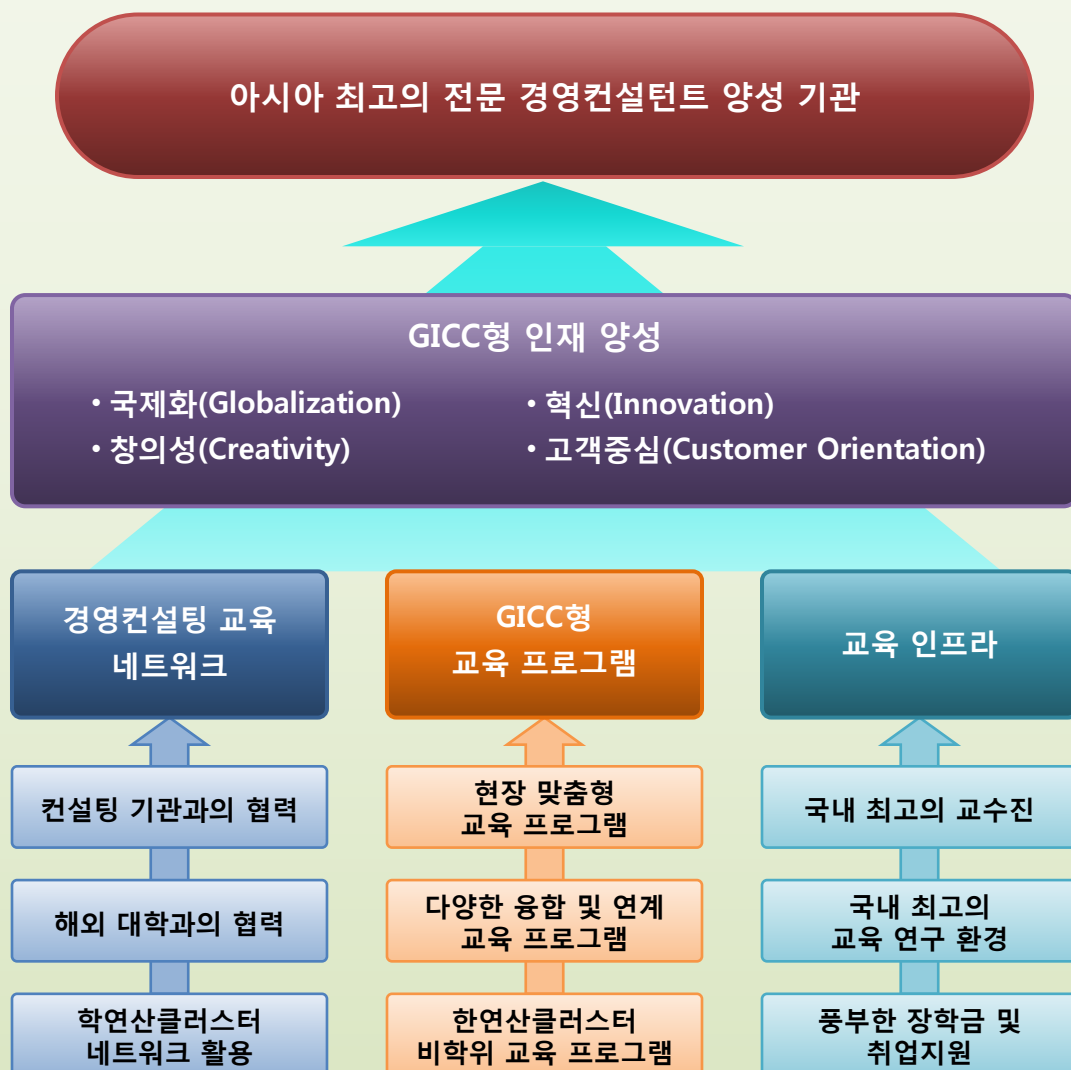 아시아 최고의 전문 경영컨설턴트 양성 기관
GICC형 인재 양성
• 국제화(Globalization)
• 혁신(Innovation)
• 창의성(Creativity)
• 고객중심(Customer Orientation)
경영컨설팅 교육
네트워크
GICC형
교육 프로그램
교육 인프라
컨설팅 기관과의 협력
현장 맞춤형
교육 프로그램
국내 최고의 교수진
해외 대학과의 협력
다양한 융합 및 연계
교육 프로그램
국내 최고의
교육 연구 환경
학연산클러스터
네트워크 활용
한연산클러스터
비학위 교육 프로그램
풍부한 장학금 및
취업지원